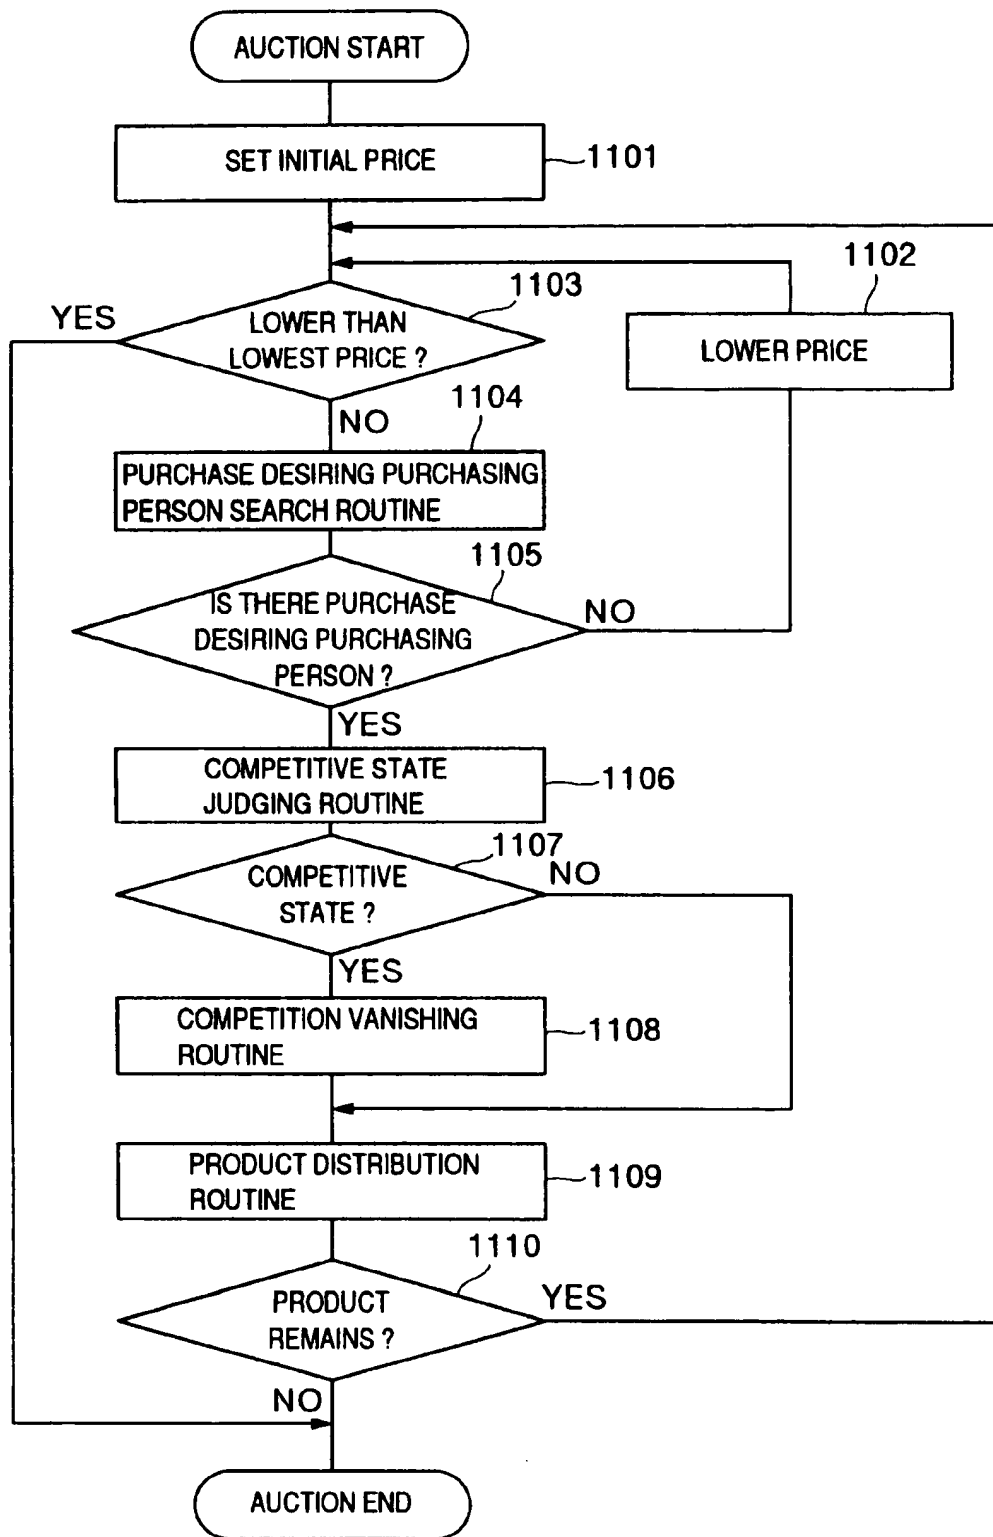 AUCTION START
SET INITIAL PRICE
1101
1102
1103
YES
LOWER THAN
LOWEST PRICE ?
LOWER PRICE
NO
1104
PURCHASE DESIRING PURCHASING
PERSON SEARCH ROUTINE
1105
IS THERE PURCHASE
DESIRING PURCHASING
PERSON ?
NO
YES
COMPETITIVE STATE
JUDGING ROUTINE
1106
1107
COMPETITIVE
STATE ?
NO
YES
COMPETITION VANISHING
ROUTINE
1108
PRODUCT DISTRIBUTION
ROUTINE
1109
1110
PRODUCT
REMAINS ?
YES
NO
AUCTION END